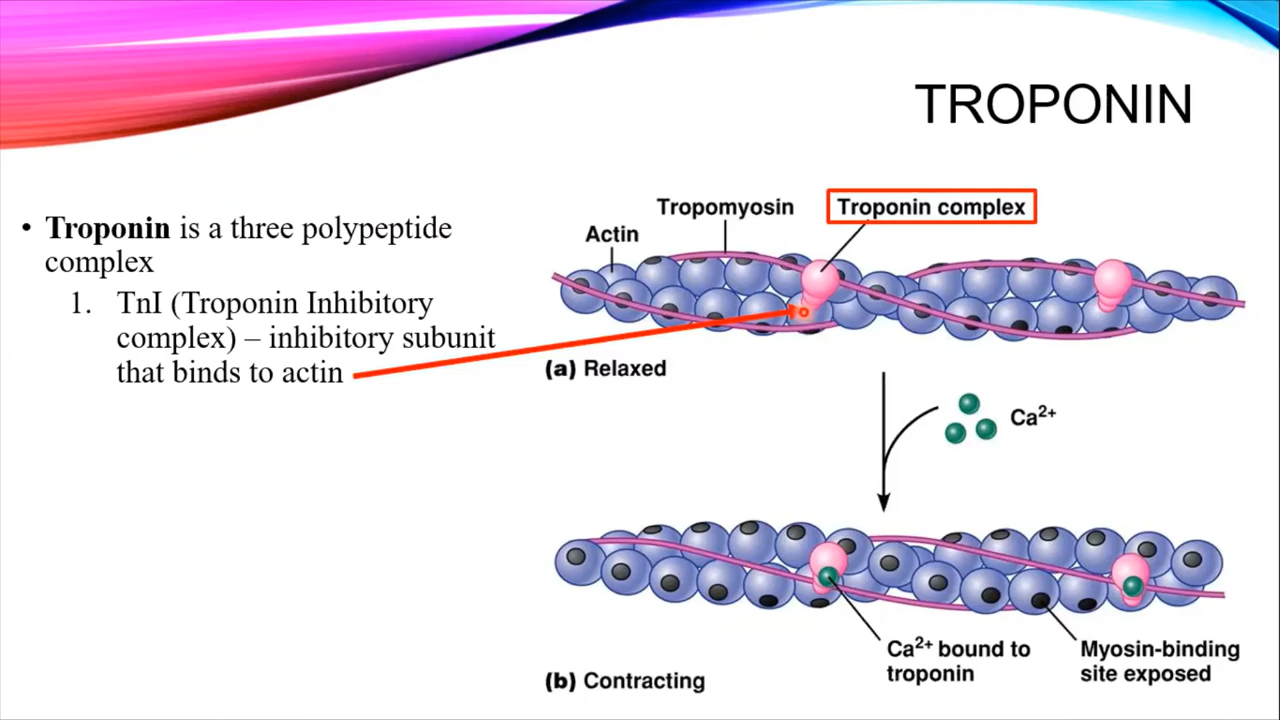 TROPONIN
• Troponin is a three polypeptide
complex
1. TnI (Troponin Inhibitory
complex) – inhibitory subunit
that binds to actin
Tropomyosin
Troponin complex
Actin
(a) Relaxed
Ca2+
Ca2+ bound to
troponin
Myosin-binding
site exposed
(b) Contracting